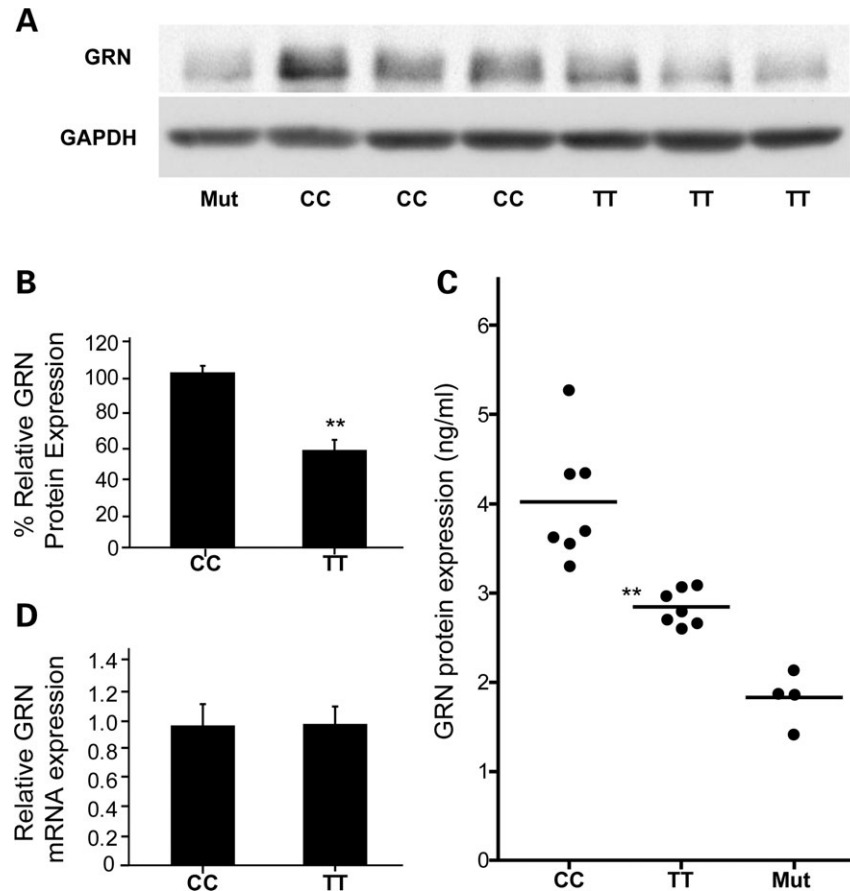 A
GRN
GAPDH
Mut CC CC CC TT TT TT
B
% Relative GRN
Protein Expression
120
100
80
60
40
20
0
**
CC TT
C
GRN protein expression (ng/ml)
6
5
4
3
2
1
0
**
CC TT Mut
D
Relative GRN
mRNA expression
1.4
1.2
1.0
0.8
0.6
0.4
0.2
0
CC TT